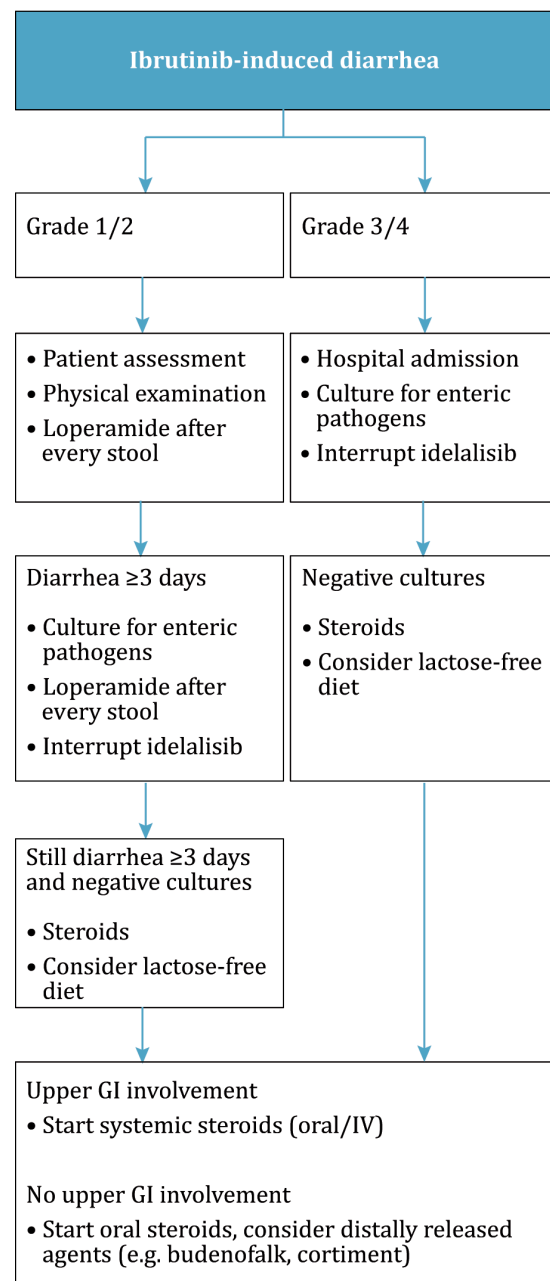 Ibrutinib-induced diarrhea
Grade 1/2
Grade 3/4
• Patient assessment
• Physical examination
• Loperamide after
every stool
• Hospital admission
• Culture for enteric
pathogens
• Interrupt idelalisib
Diarrhea ≥3 days
• Culture for enteric
pathogens
• Loperamide after
every stool
• Interrupt idelalisib
Negative cultures
• Steroids
• Consider lactose-free
diet
Still diarrhea ≥3 days
and negative cultures
• Steroids
• Consider lactose-free
diet
Upper GI involvement
• Start systemic steroids (oral/IV)
No upper GI involvement
• Start oral steroids, consider distally released
agents (e.g. budenofalk, cortiment)